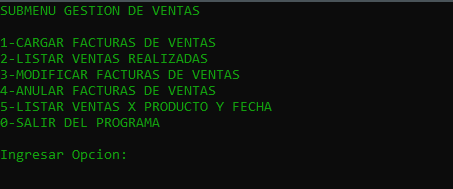 SUBMENU GESTION DE VENTAS
1-CARGAR FACTURAS DE VENTAS
2-LISTAR VENTAS REALIZADAS
3-MODIFICAR FACTURAS DE VENTAS
4-ANULAR FACTURAS DE VENTAS
5-LISTAR VENTAS X PRODUCTO Y FECHA
0-SALIR DEL PROGRAMA
Ingresar Opcion: